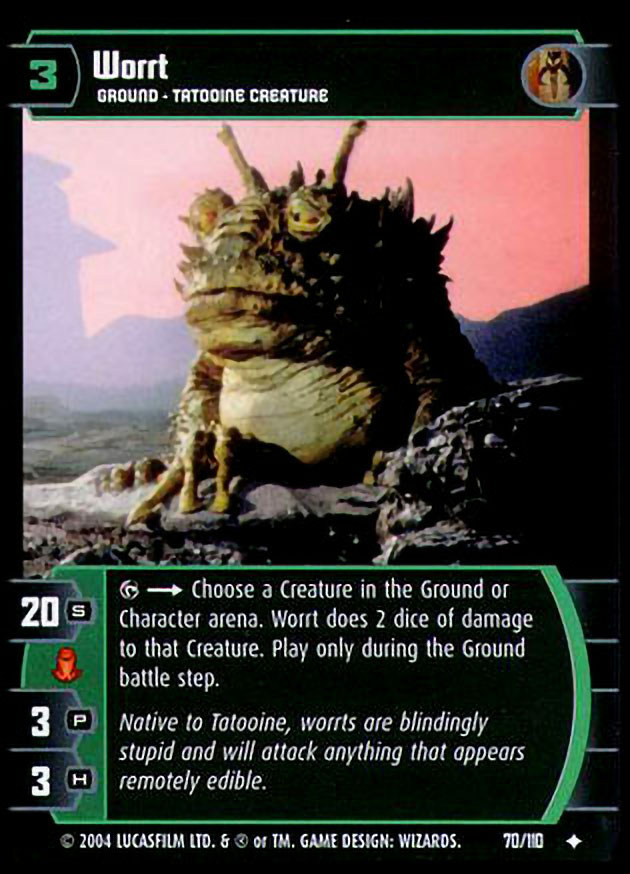 3
Worrt
GROUND - TATOOINE CREATURE
→ Choose a Creature in the Ground or
Character arena. Worrt does 2 dice of damage
to that Creature. Play only during the Ground
battle step.
Native to Tatooine, worrts are blindingly
stupid and will attack anything that appears
remotely edible.
20 S
3 P
3 H
© 2004 LUCASFILM LTD. & ® or TM. GAME DESIGN: WIZARDS.
70/110